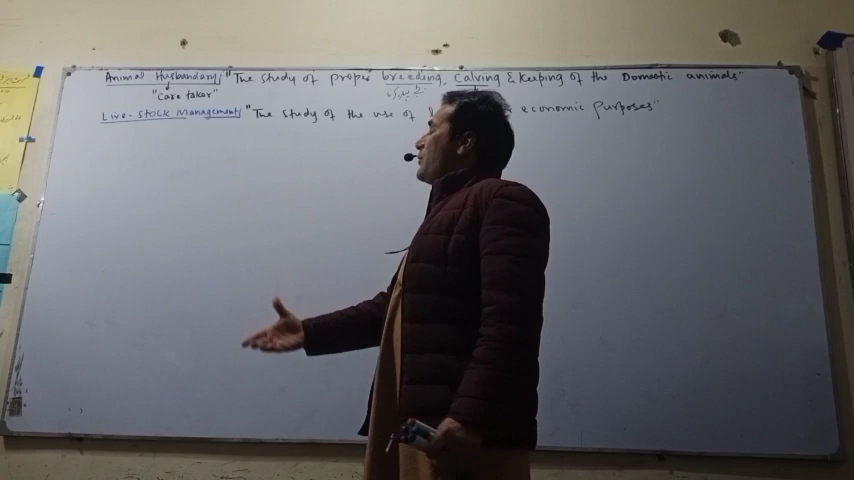 Animal Husbandary "The study of proper breeding, calving & keeping of the Domastic animals"
"Care taker"
Live-stock Management "The study of the use of economic purposes"